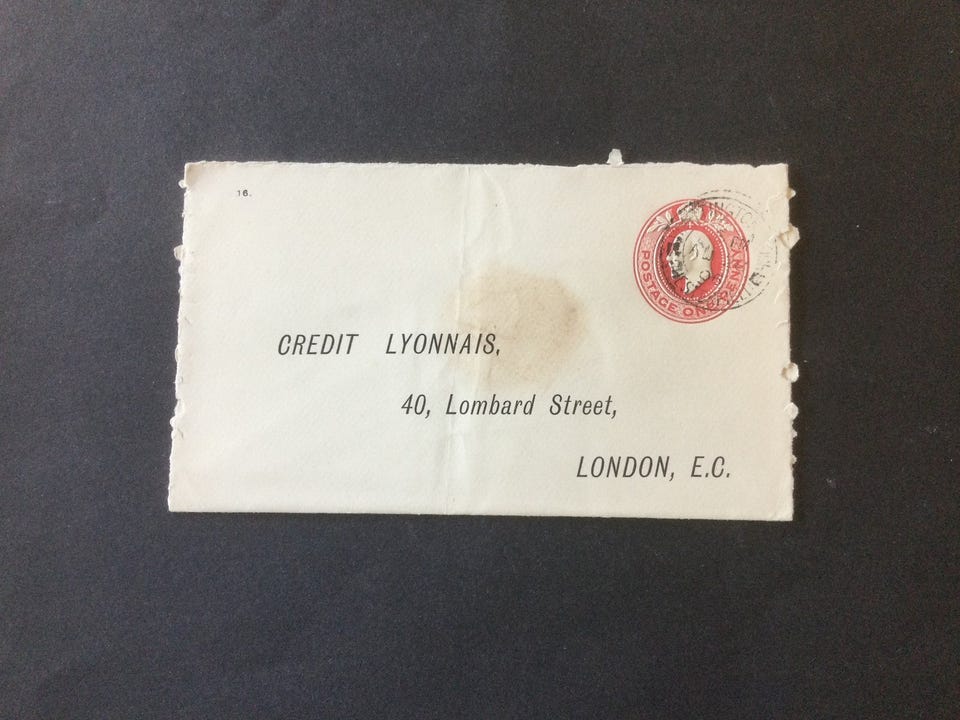 16.
POSTAGE ONE PENNY
CREDIT LYONNAIS,
40, Lombard Street,
LONDON, E.C.